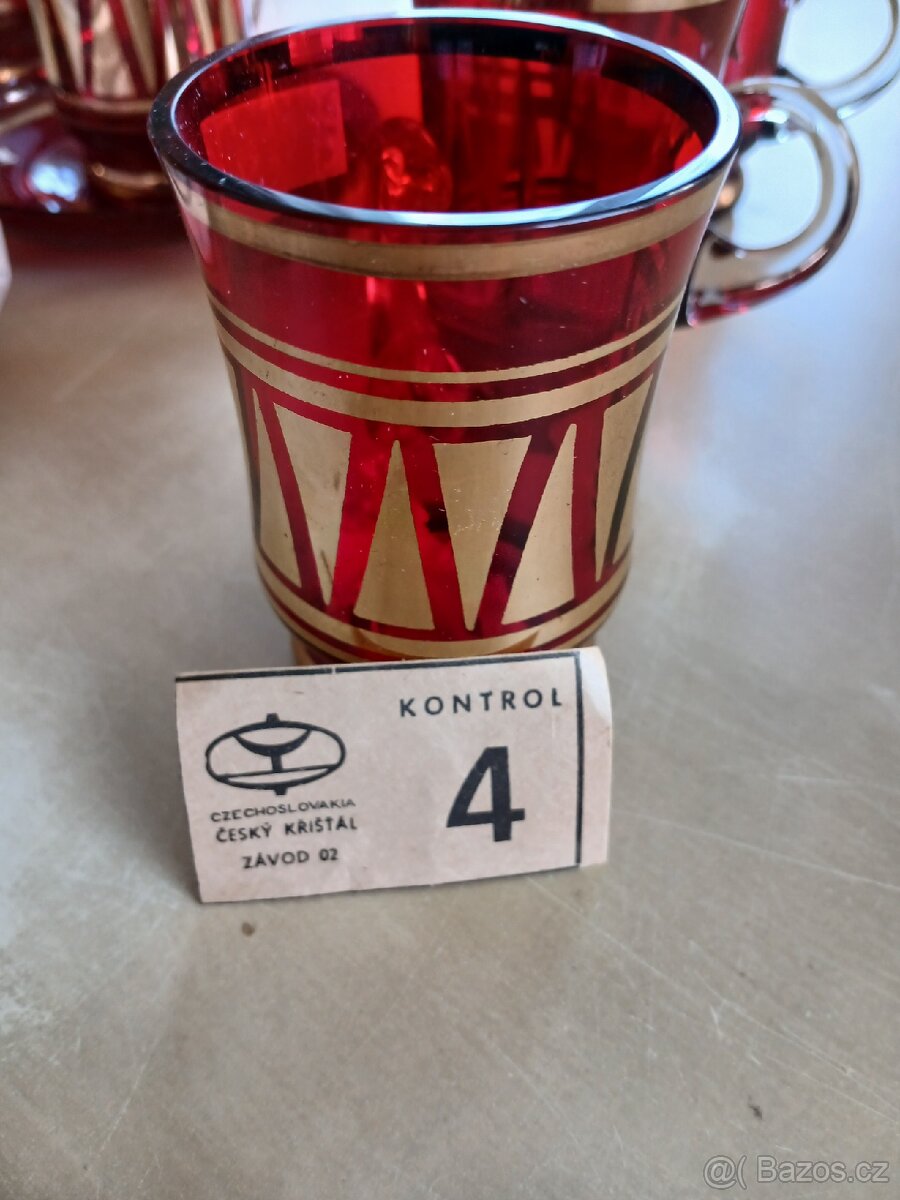 KONTROL
4
CZECHOSLOVAKIA
ČESKÝ KŘIŠŤÁL
ZÁVOD 02
@( Bazos.cz